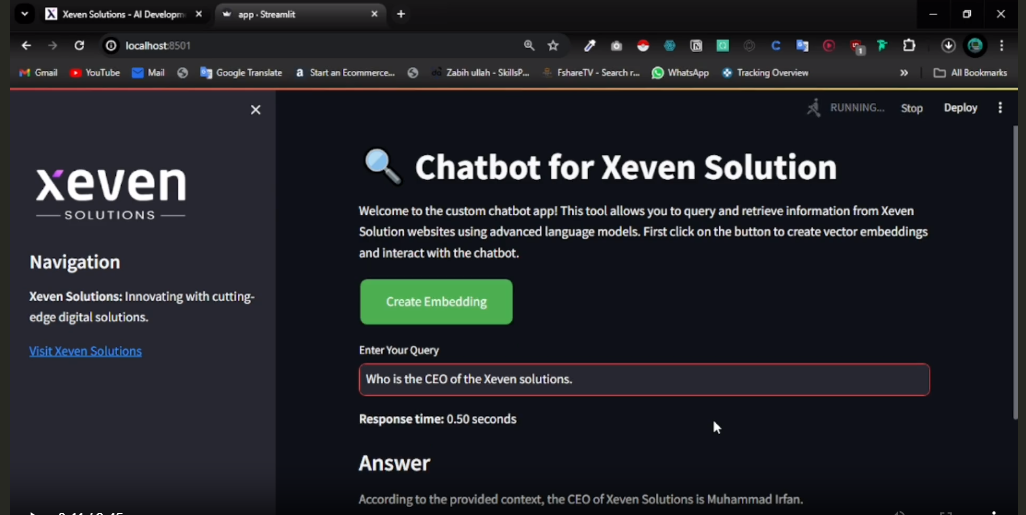 Xeven Solutions - AI Developm
app · Streamlit
localhost:8501
Gmail
YouTube
Mail
Google Translate
Start an Ecommerce...
Zabih ullah - SkillsP...
FshareTV - Search r...
WhatsApp
Tracking Overview
All Bookmarks
RUNNING...
Stop
Deploy
xeven
SOLUTIONS
Navigation
Xeven Solutions: Innovating with cutting-
edge digital solutions.
Visit Xeven Solutions
Chatbot for Xeven Solution
Welcome to the custom chatbot app! This tool allows you to query and retrieve information from Xeven
Solution websites using advanced language models. First click on the button to create vector embeddings
and interact with the chatbot.
Create Embedding
Enter Your Query
Who is the CEO of the Xeven solutions.
Response time: 0.50 seconds
Answer
According to the provided context, the CEO of Xeven Solutions is Muhammad Irfan.